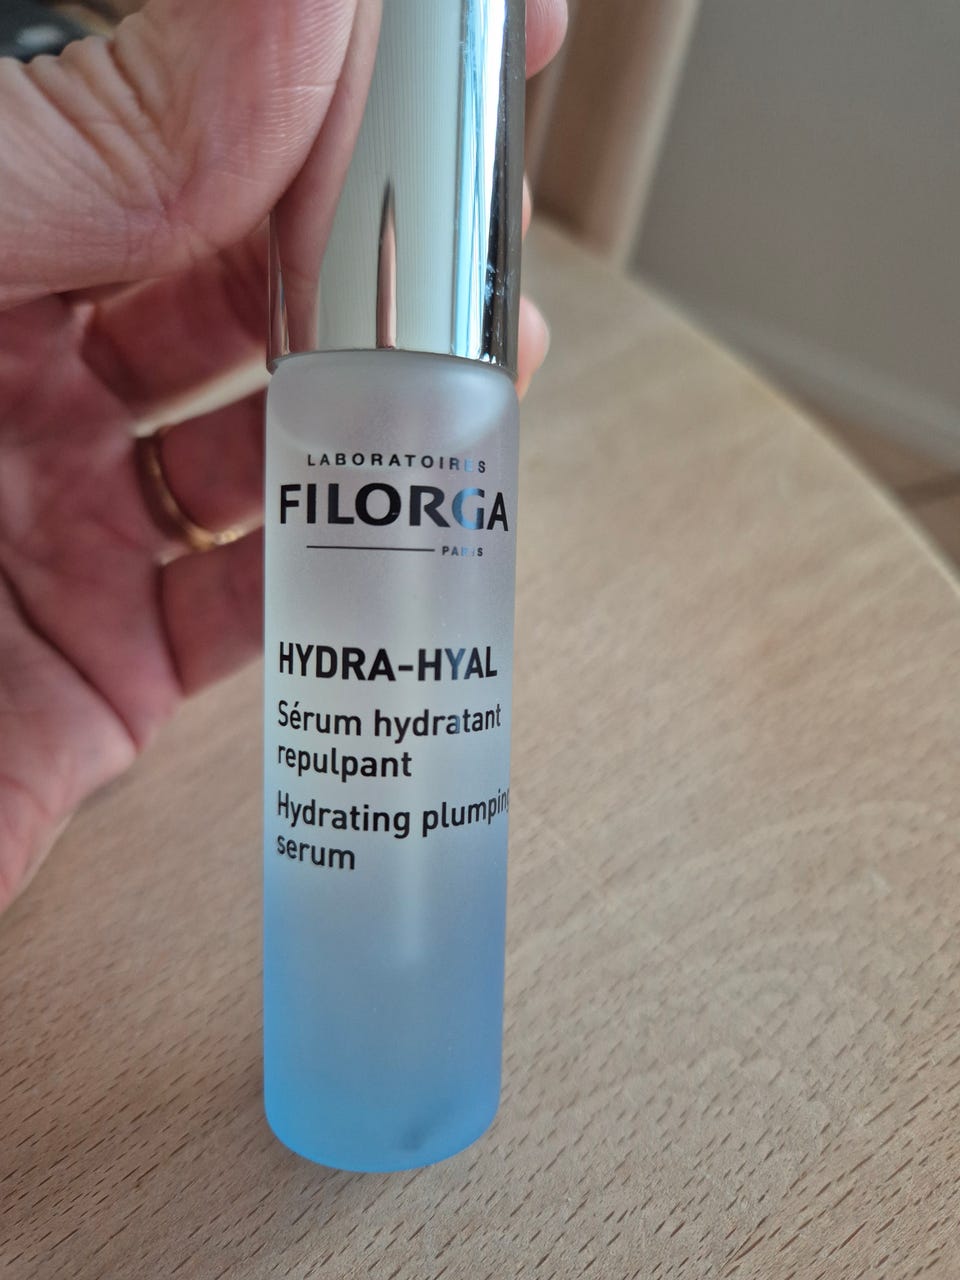 LABORATOIRES
FILORGA
PARIS
HYDRA-HYAL
Sérum hydratant
repulpant
Hydrating plumping
serum